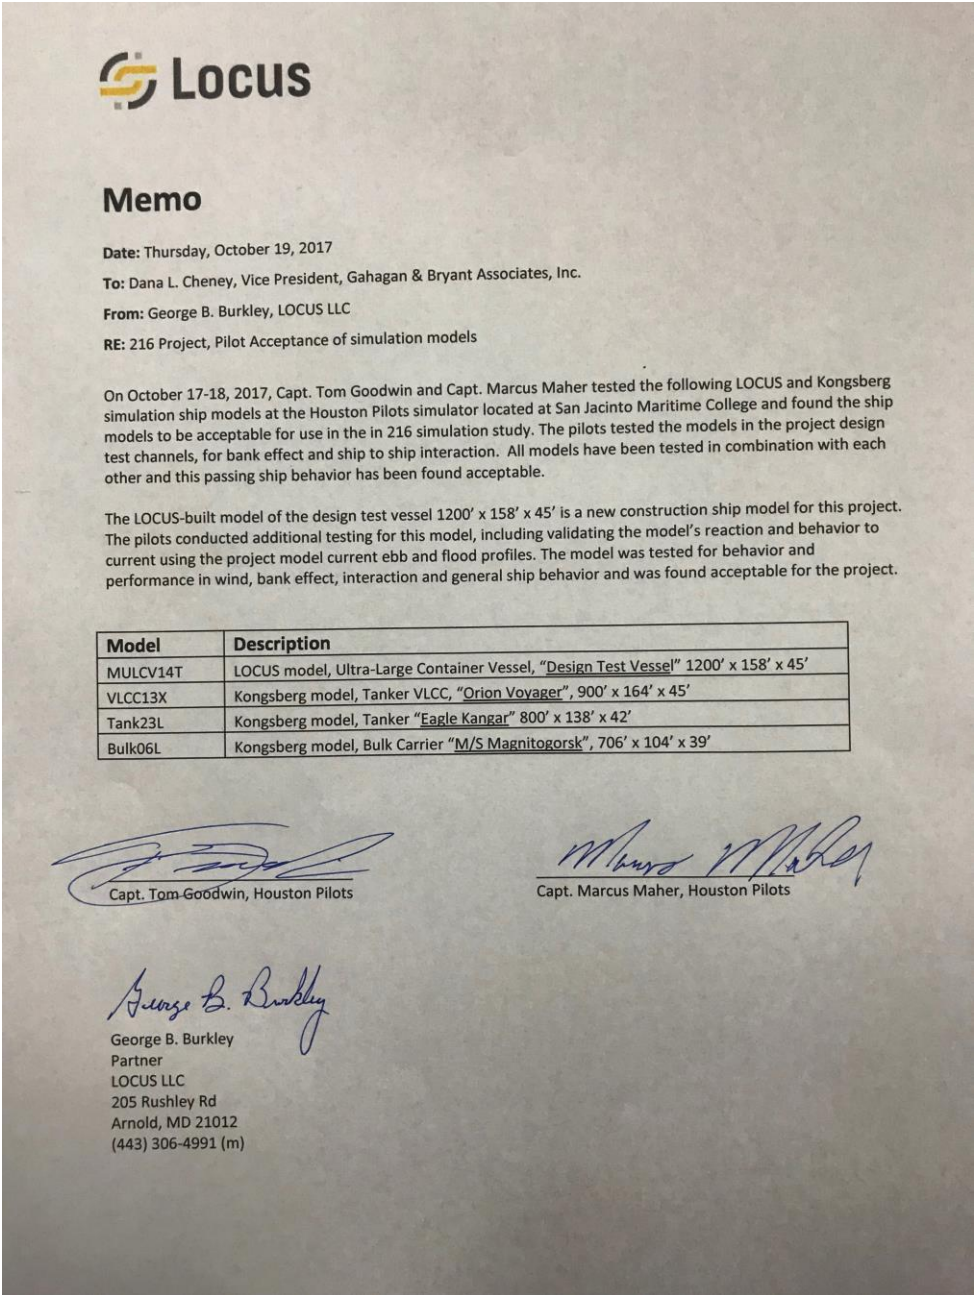 Locus
Memo
Date: Thursday, October 19, 2017
To: Dana L. Cheney, Vice President, Gahagan & Bryant Associates, Inc.
From: George B. Burkley, LOCUS LLC
RE: 216 Project, Pilot Acceptance of simulation models
On October 17-18, 2017, Capt. Tom Goodwin and Capt. Marcus Maher tested the following LOCUS and Kongsberg
simulation ship models at the Houston Pilots simulator located at San Jacinto Maritime College and found the ship
models to be acceptable for use in the in 216 simulation study. The pilots tested the models in the project design
test channels, for bank effect and ship to ship interaction.  All models have been tested in combination with each
other and this passing ship behavior has been found acceptable.
The LOCUS-built model of the design test vessel 1200’ x 158’ x 45’ is a new construction ship model for this project.
The pilots conducted additional testing for this model, including validating the model’s reaction and behavior to
current using the project model current ebb and flood profiles. The model was tested for behavior and
performance in wind, bank effect, interaction and general ship behavior and was found acceptable for the project.
Model Description
MULCV14T LOCUS model, Ultra-Large Container Vessel, “Design Test Vessel” 1200’ x 158’ x 45’
VLCC13X Kongsberg model, Tanker VLCC, “Orion Voyager”, 900’ x 164’ x 45’
Tank23L Kongsberg model, Tanker “Eagle Kangar” 800’ x 138’ x 42’
Bulk06L Kongsberg model, Bulk Carrier “M/S Magnitogorsk”, 706’ x 104’ x 39’
Marcus Maher
Capt. Tom Goodwin, Houston Pilots
Capt. Marcus Maher, Houston Pilots
George B. Burkley
George B. Burkley
Partner
LOCUS LLC
205 Rushley Rd
Arnold, MD 21012
(443) 306-4991 (m)